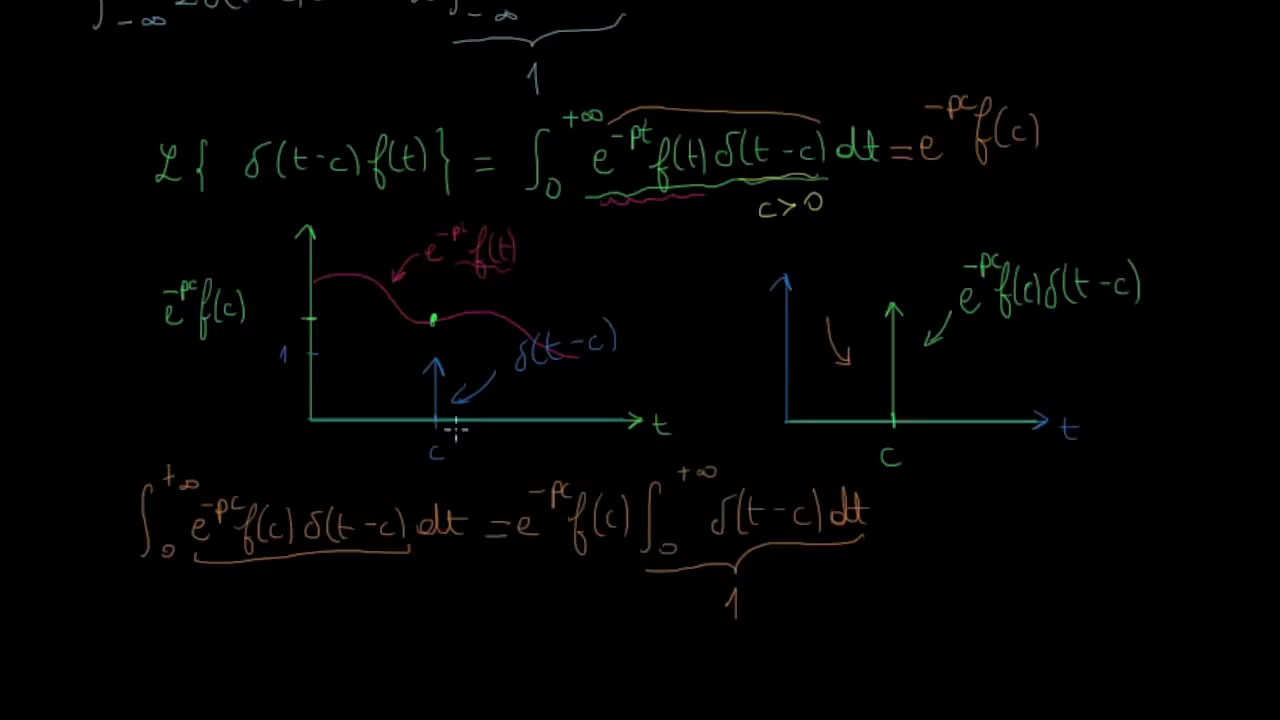 1
ℒ{ δ(t-c) f(t) } = ∫₀^{+∞} e^{-pt} f(t) δ(t-c) dt = e^{-pc} f(c)
c > 0
e^{-pt} f(t)
e^{-pc} f(c)
1
δ(t-c)
t
c
e^{-pc} f(c) δ(t-c)
t
c
∫₀^{+∞} e^{-pc} f(c) δ(t-c) dt = e^{-pc} f(c) ∫₀^{+∞} δ(t-c) dt
1